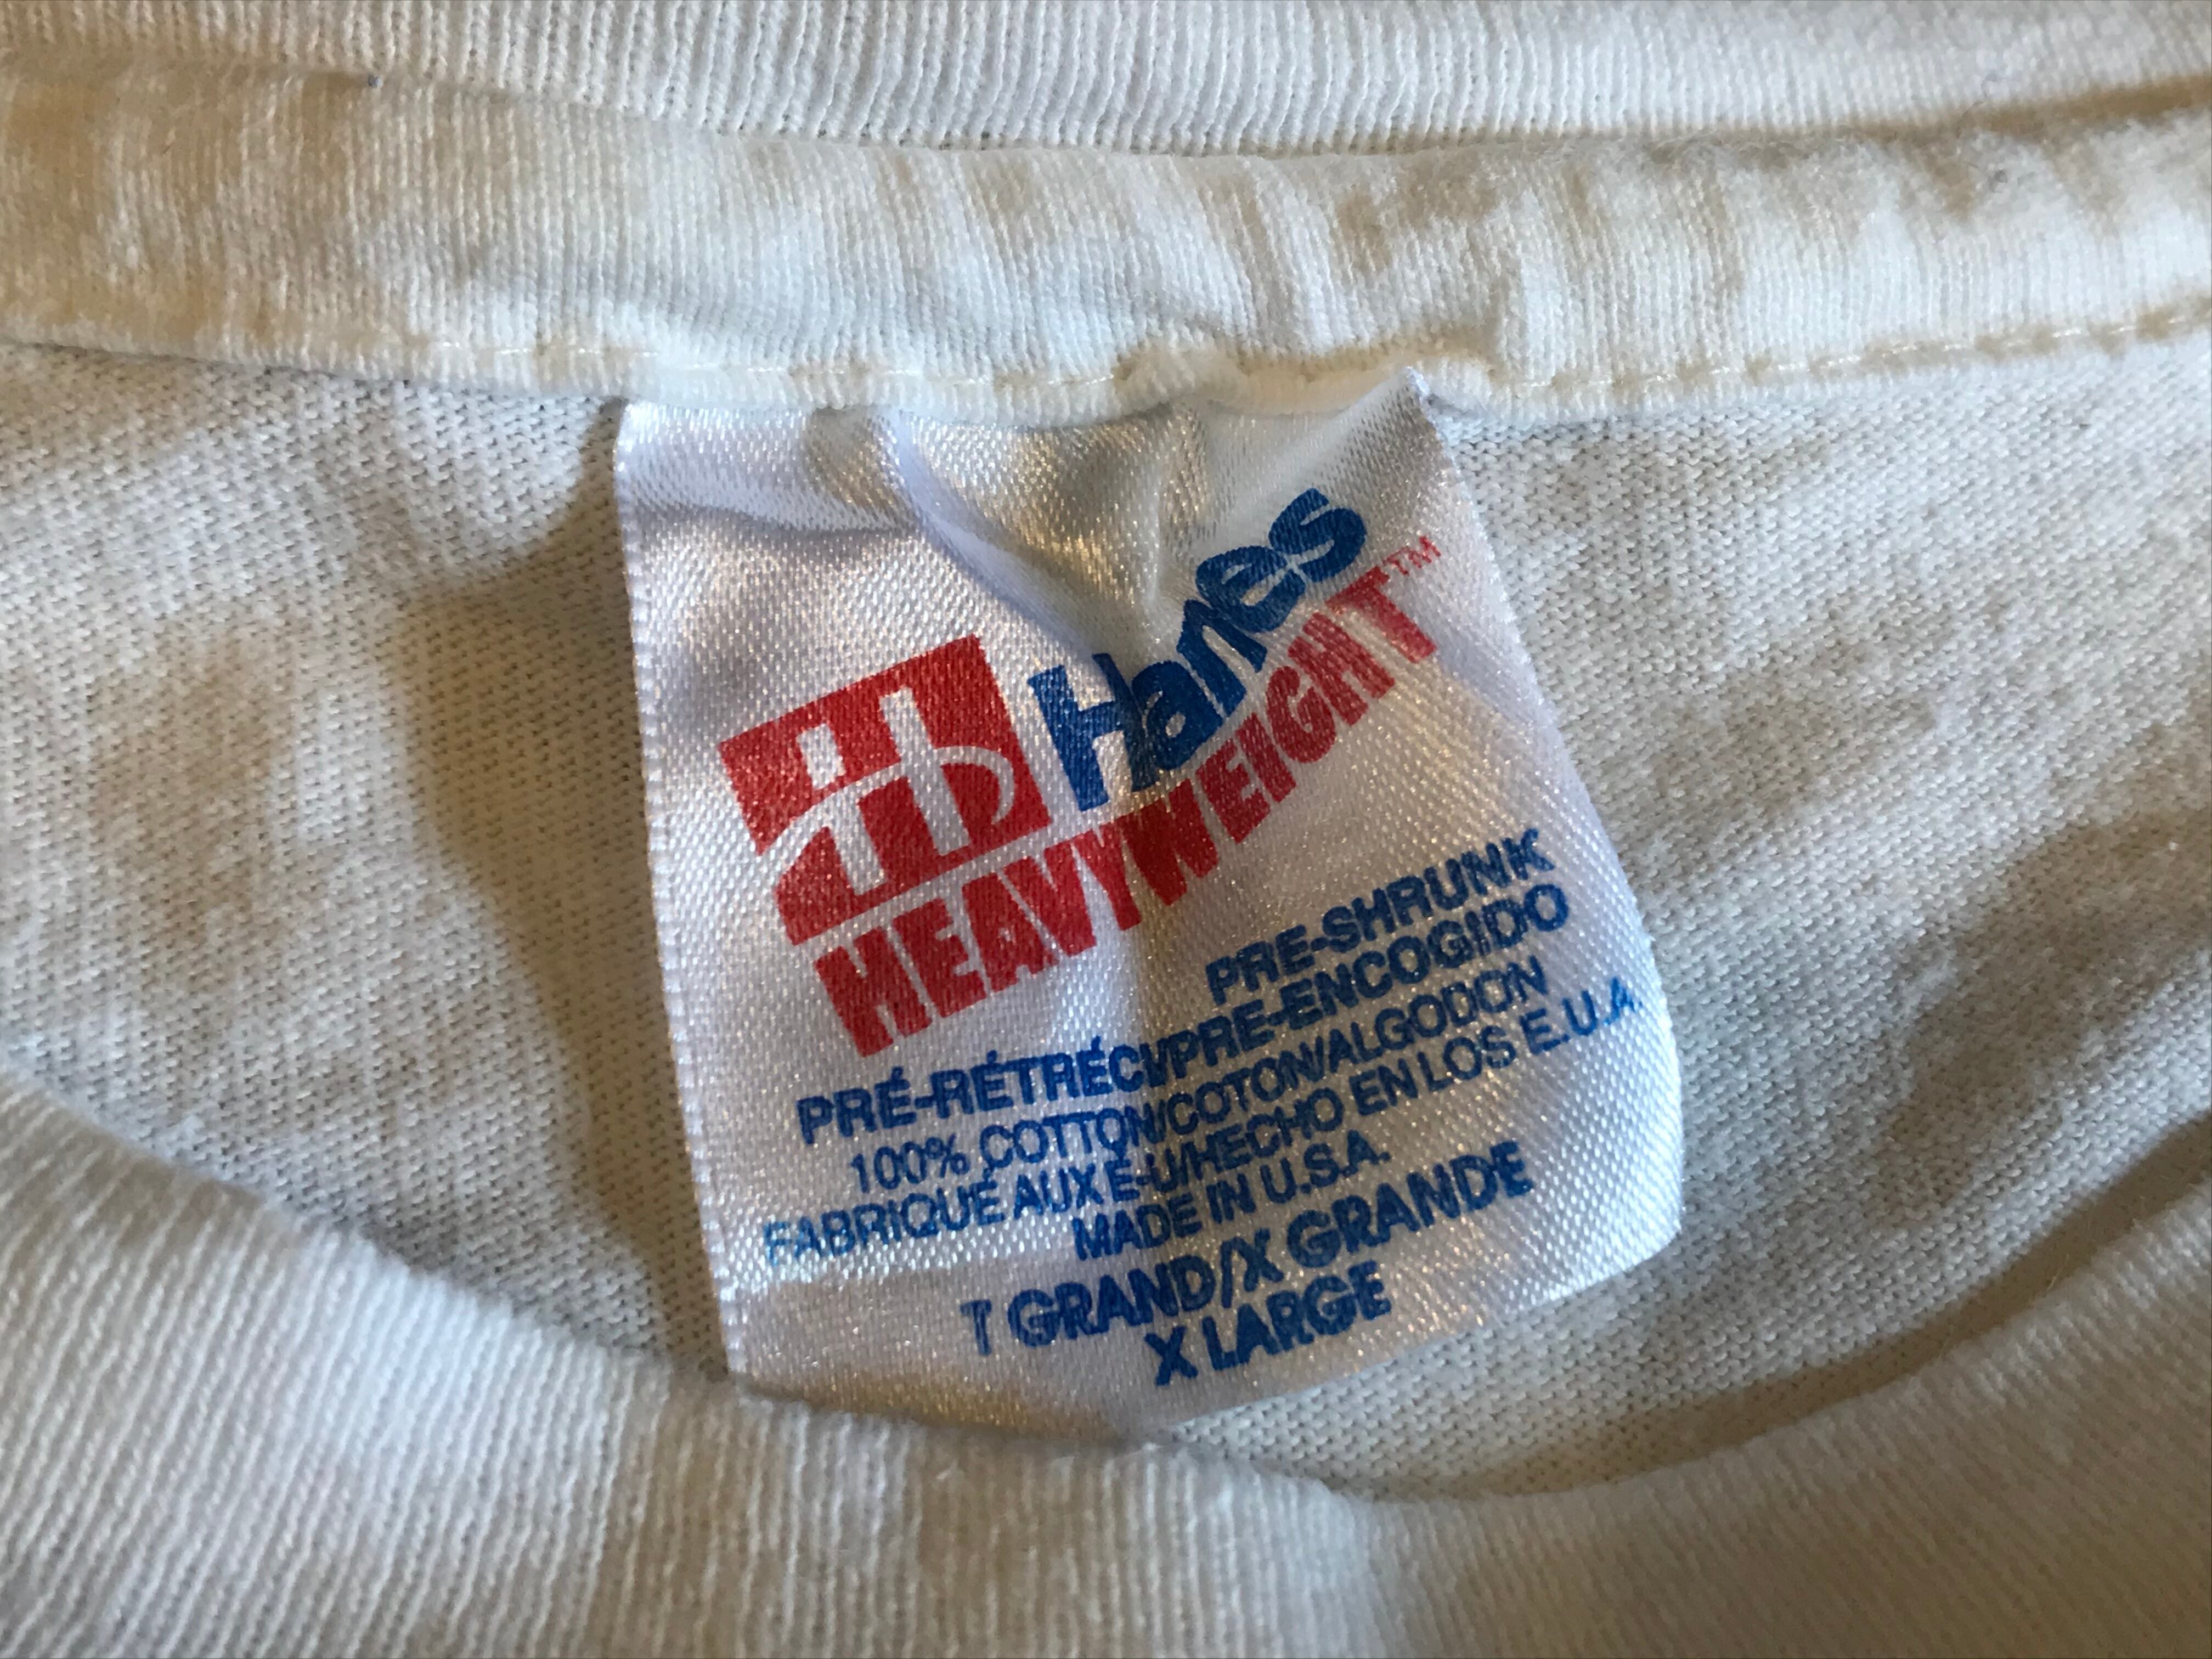 Hanes
HEAVYWEIGHT™
PRE-SHRUNK
PRÉ-RÉTRÉCI/PRE-ENCOGIDO
100% COTTON/COTON/ALGODON
FABRIQUÉ AUX É-U/HECHO EN LOS E.U.A.
MADE IN U.S.A.
T GRAND/X GRANDE
X LARGE